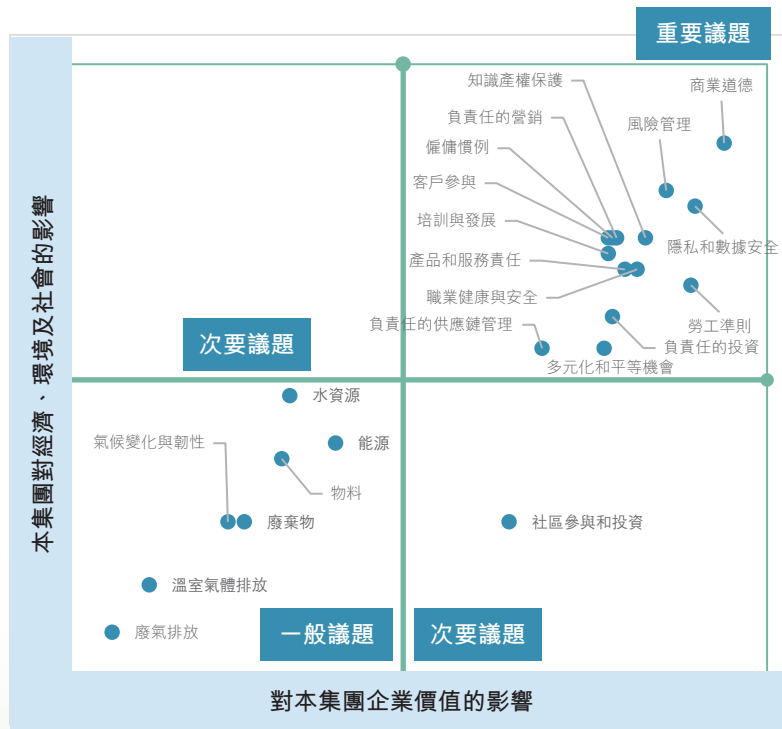 重要議題
知識產權保護
商業道德
負責任的營銷
風險管理
僱傭慣例
客戶參與
培訓與發展
隱私和數據安全
產品和服務責任
職業健康與安全
負責任的供應鏈管理
勞工準則
負責任的投資
多元化和平等機會
次要議題
水資源
氣候變化與韌性
能源
物料
廢棄物
社區參與和投資
溫室氣體排放
廢氣排放
一般議題
次要議題
本集團對經濟、環境及社會的影響
對本集團企業價值的影響